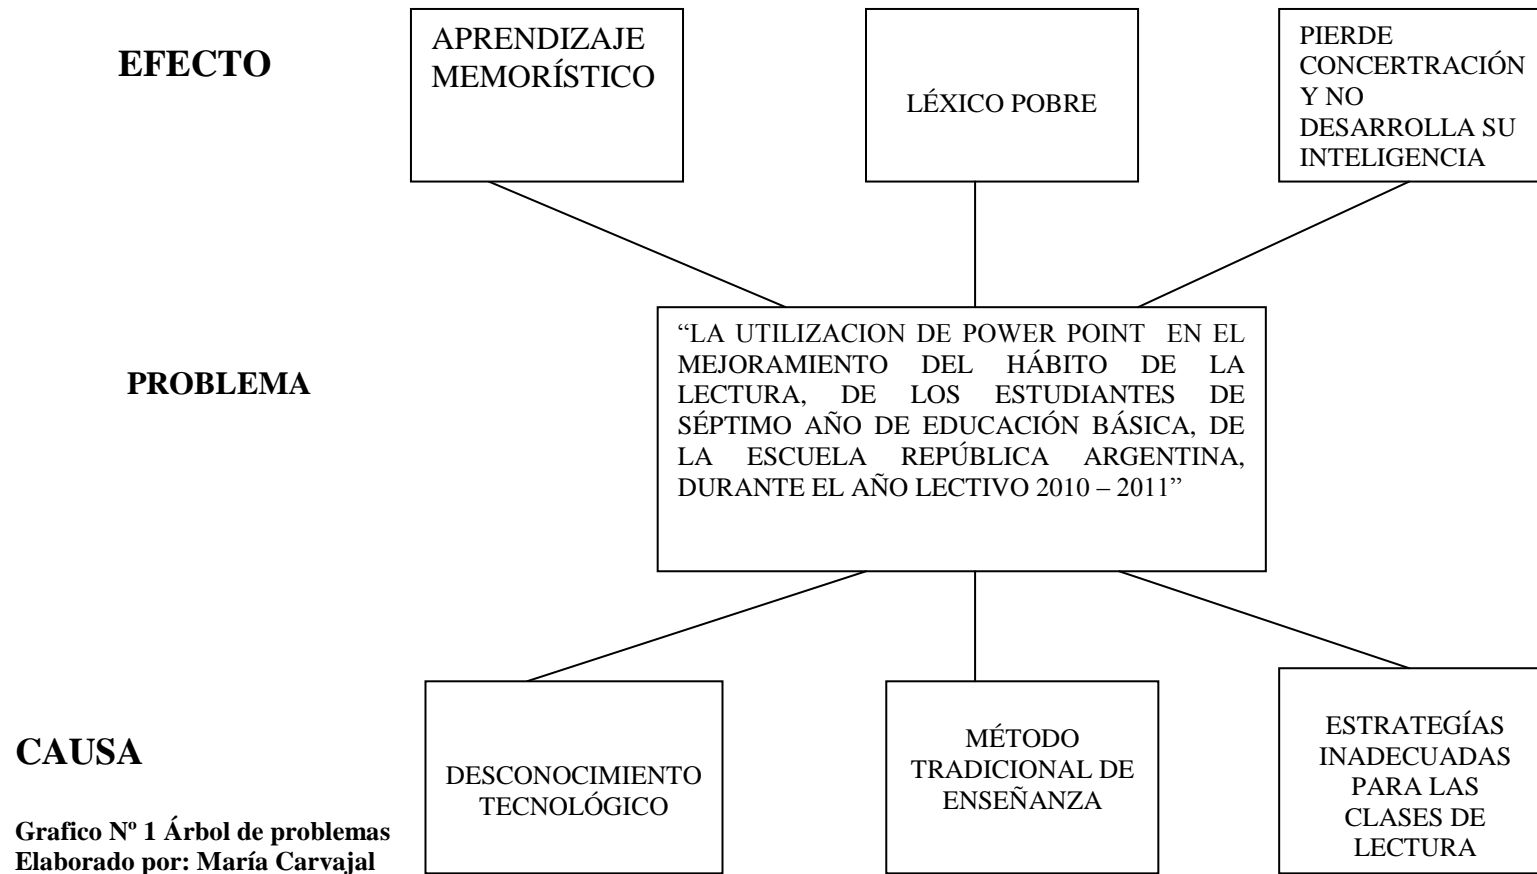 EFECTO
APRENDIZAJE
MEMORÍSTICO
LÉXICO POBRE
PIERDE
CONCERTRACIÓN
Y NO
DESARROLLA SU
INTELIGENCIA
PROBLEMA
“LA UTILIZACION DE POWER POINT EN EL
MEJORAMIENTO DEL HÁBITO DE LA
LECTURA, DE LOS ESTUDIANTES DE
SÉPTIMO AÑO DE EDUCACIÓN BÁSICA, DE
LA ESCUELA REPÚBLICA ARGENTINA,
DURANTE EL AÑO LECTIVO 2010 – 2011”
CAUSA
DESCONOCIMIENTO
TECNOLÓGICO
MÉTODO
TRADICIONAL DE
ENSEÑANZA
ESTRATEGÍAS
INADECUADAS
PARA LAS
CLASES DE
LECTURA
Grafico Nº 1 Árbol de problemas
Elaborado por: María Carvajal